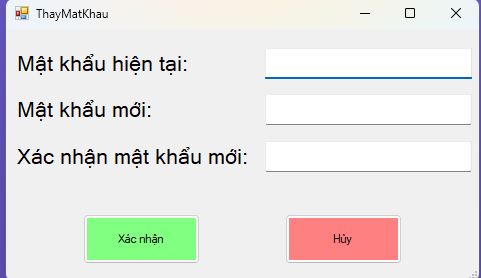 ThayMatKhau
Mật khẩu hiện tại:
Mật khẩu mới:
Xác nhận mật khẩu mới:
Xác nhận
Hủy